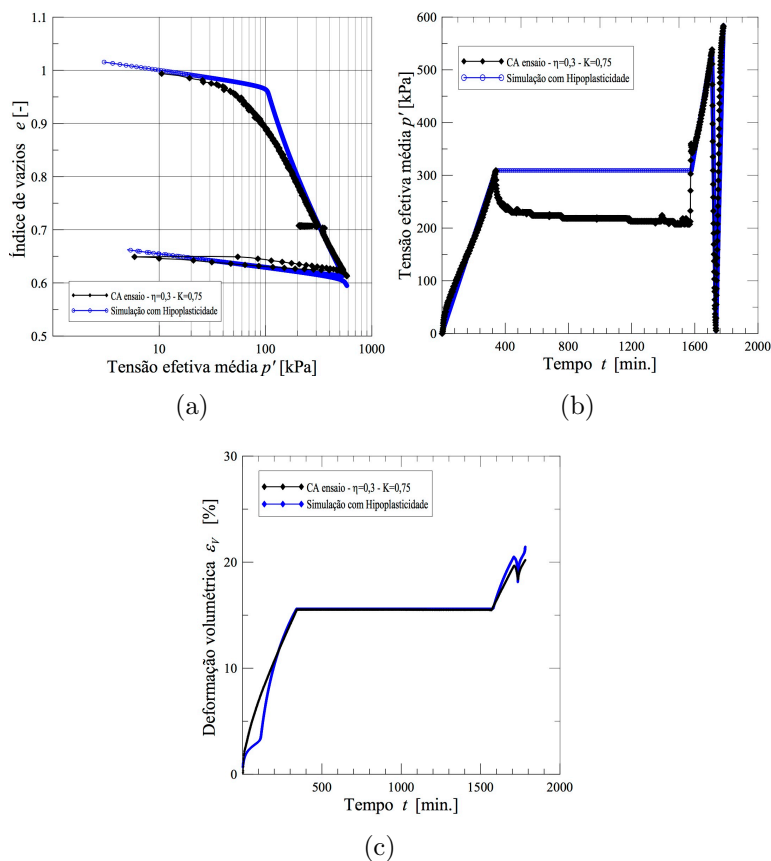 1.1
1
0.9
0.8
0.7
0.6
0.5
Índice de vazios e [-]
CA ensaio - η=0,3 - K=0,75
Simulação com Hipoplasticidade
10
100
1000
Tensão efetiva média p' [kPa]
(a)
600
500
400
300
200
100
0
Tensão efetiva média p' [kPa]
CA ensaio - η=0,3 - K=0,75
Simulação com Hipoplasticidade
400
800
1200
1600
2000
Tempo t [min.]
(b)
30
20
10
0
Deformação volumétrica εV [%]
CA ensaio - η=0,3 - K=0,75
Simulação com Hipoplasticidade
500
1000
1500
2000
Tempo t [min.]
(c)